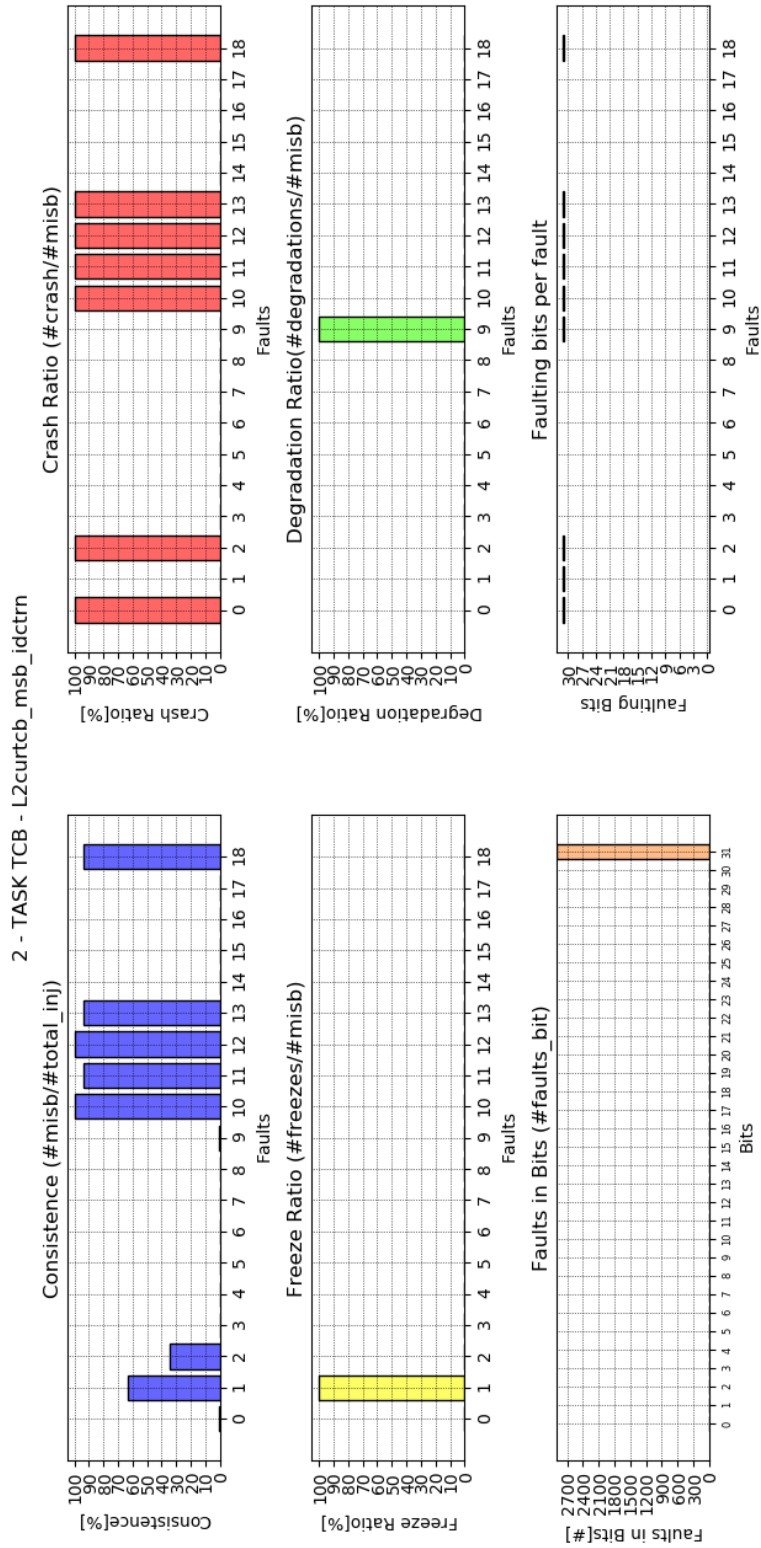 2 - TASK TCB - L2curtcb_msb_idctrn
Consistence (#misb/#total_inj)
Consistence[%]
100
90
80
70
60
50
40
30
20
10
0
0 1 2 3 4 5 6 7 8 9 10 11 12 13 14 15 16 17 18
Faults
Crash Ratio (#crash/#misb)
Crash Ratio[%]
100
90
80
70
60
50
40
30
20
10
0
0 1 2 3 4 5 6 7 8 9 10 11 12 13 14 15 16 17 18
Faults
Freeze Ratio (#freezes/#misb)
Freeze Ratio[%]
100
90
80
70
60
50
40
30
20
10
0
0 1 2 3 4 5 6 7 8 9 10 11 12 13 14 15 16 17 18
Faults
Degradation Ratio(#degradations/#misb)
Degradation Ratio[%]
100
90
80
70
60
50
40
30
20
10
0
0 1 2 3 4 5 6 7 8 9 10 11 12 13 14 15 16 17 18
Faults
Faults in Bits (#faults_bit)
Faults in Bits[#]
2700
2400
2100
1800
1500
1200
900
600
300
0
0 1 2 3 4 5 6 7 8 9 10 11 12 13 14 15 16 17 18 19 20 21 22 23 24 25 26 27 28 29 30 31
Bits
Faulting bits per fault
Faulting Bits
30
27
24
21
18
15
12
9
6
3
0
0 1 2 3 4 5 6 7 8 9 10 11 12 13 14 15 16 17 18
Faults